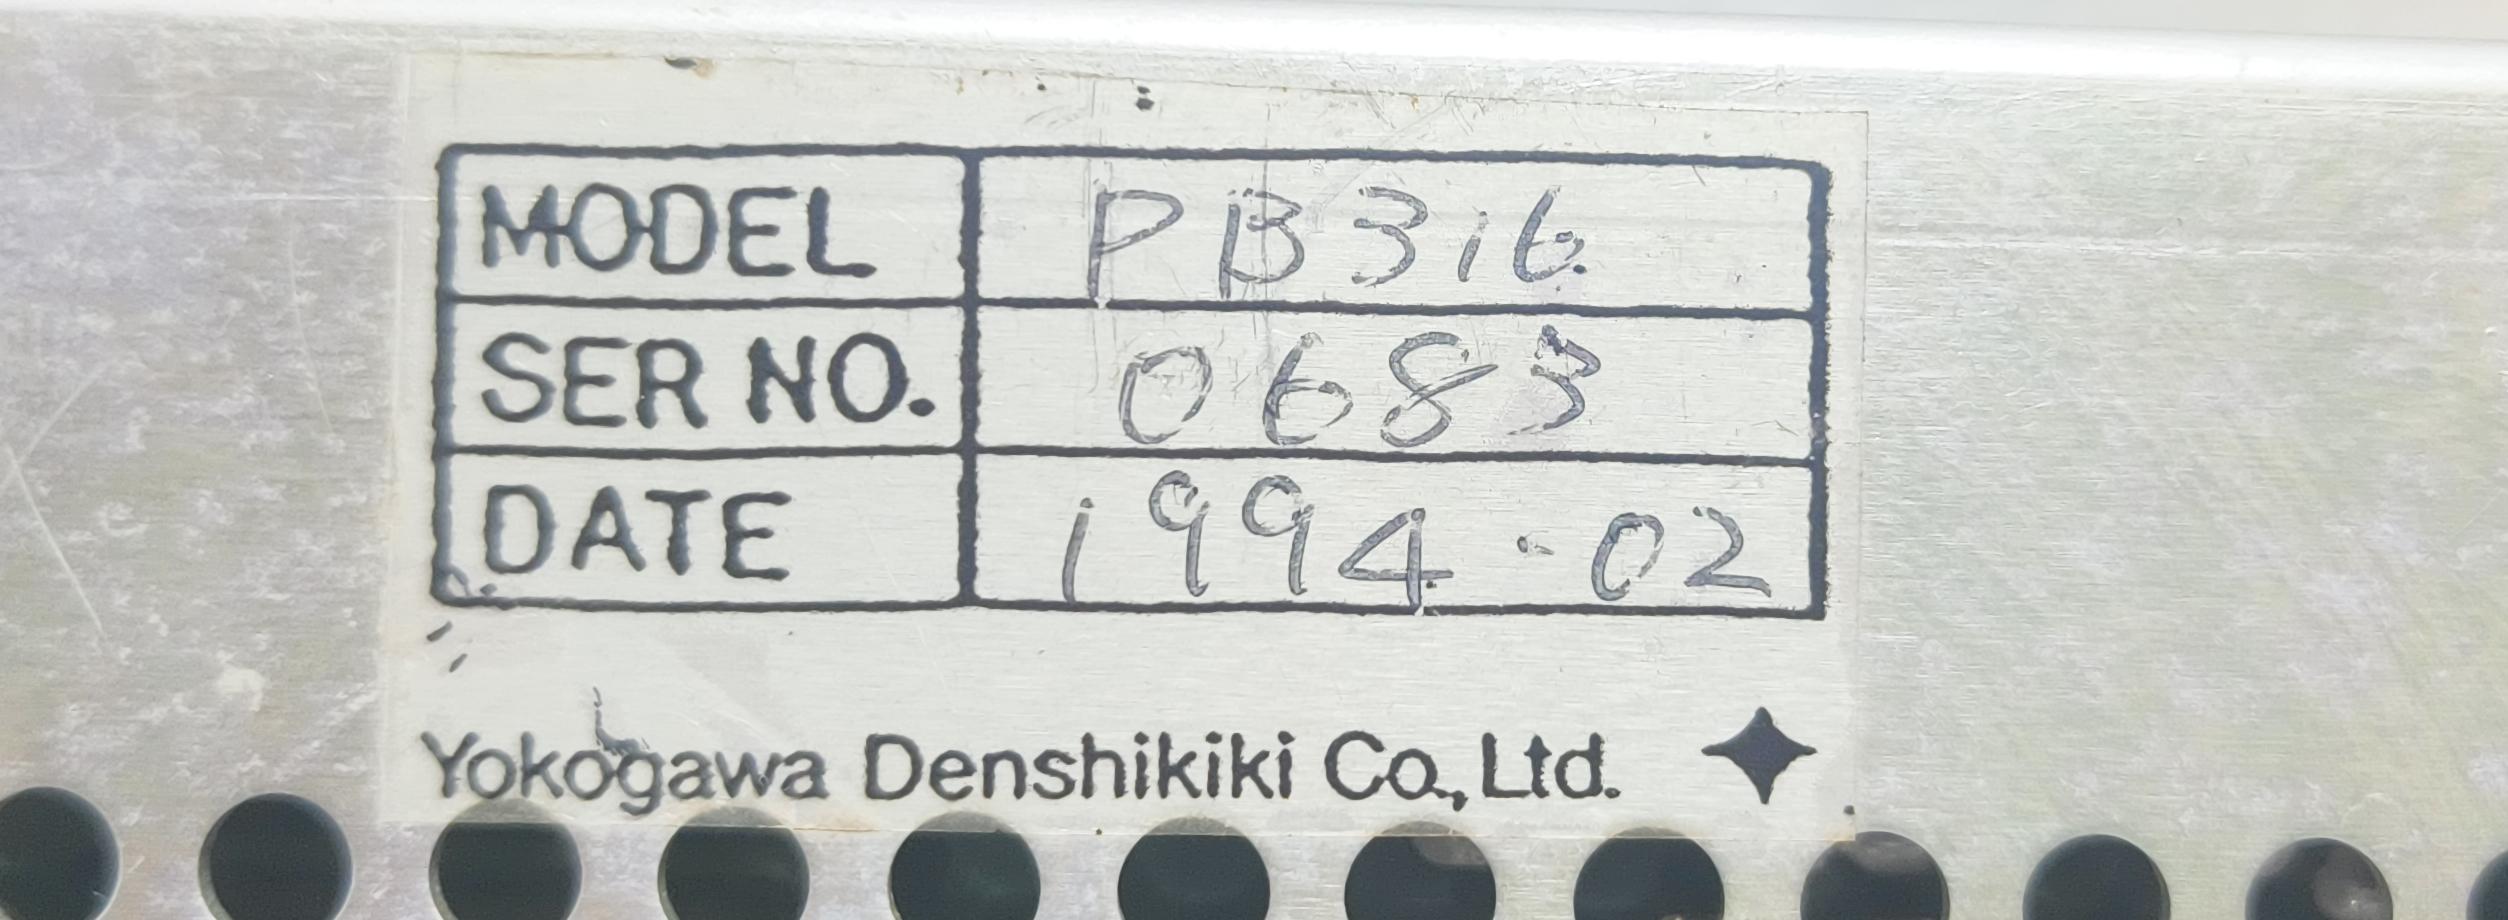 MODEL PB316
SER NO. 0683
DATE 1994-02
Yokogawa Denshikiki Co., Ltd.